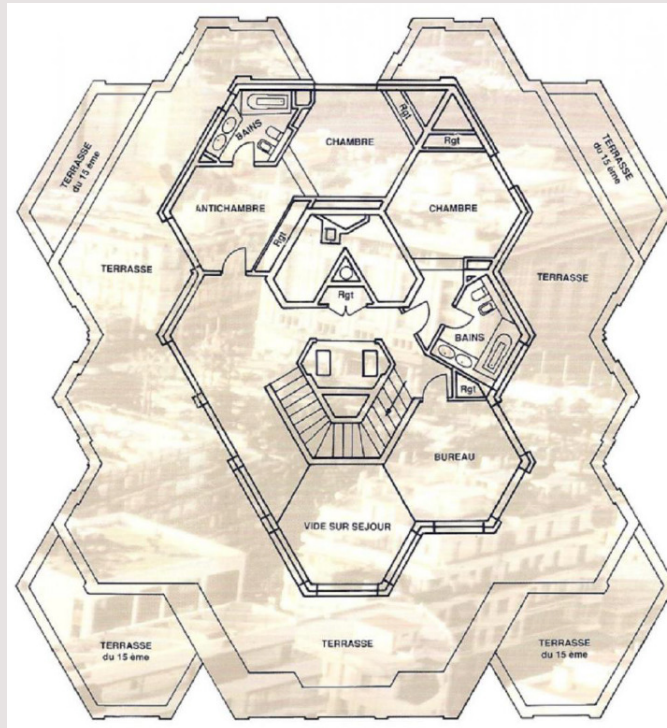 BAINS
CHAMBRE
Rgt
Rgt
TERRASSE
du 15 ème
TERRASSE
du 15 ème
ANTICHAMBRE
CHAMBRE
Rgt
TERRASSE
TERRASSE
Rgt
BAINS
Rgt
BUREAU
VIDE SUR SEJOUR
TERRASSE
TERRASSE
du 15 ème
TERRASSE
du 15 ème